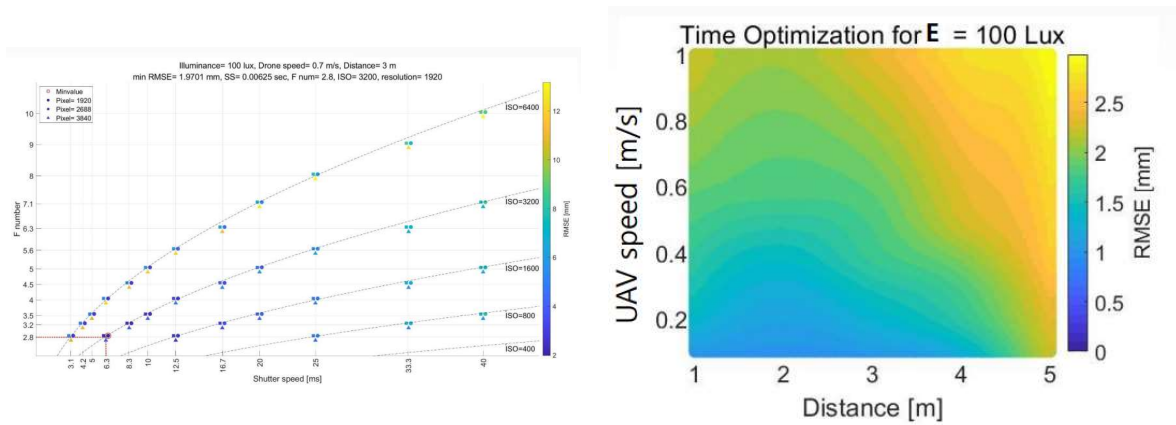 Illuminance= 100 lux, Drone speed= 0.7 m/s, Distance= 3 m
min RMSE= 1.9701 mm, SS= 0.00625 sec, F num= 2.8, ISO= 3200, resolution= 1920
Minvalue
Pixel= 1920
Pixel= 2688
Pixel= 3840
F number
10
9
8
7.1
6.3
5.6
5
4.5
4
3.5
3.2
2.8
ISO=6400
ISO=3200
ISO=1600
ISO=800
ISO=400
3.1
4.2
5
6.3
8.3
10
12.5
16.7
20
25
33.3
40
Shutter speed [ms]
12
10
8
6
4
2
RMSE [mm]
Time Optimization for E = 100 Lux
UAV speed [m/s]
1
0.8
0.6
0.4
0.2
1 2 3 4 5
Distance [m]
2.5
2
1.5
1
0.5
0
RMSE [mm]